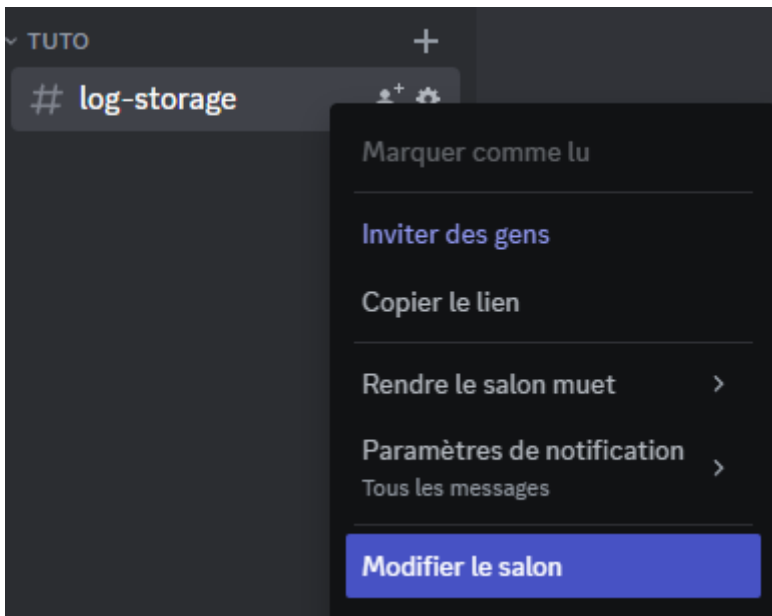 TUTO
# log-storage
Marquer comme lu
Inviter des gens
Copier le lien
Rendre le salon muet
Paramètres de notification
Tous les messages
Modifier le salon